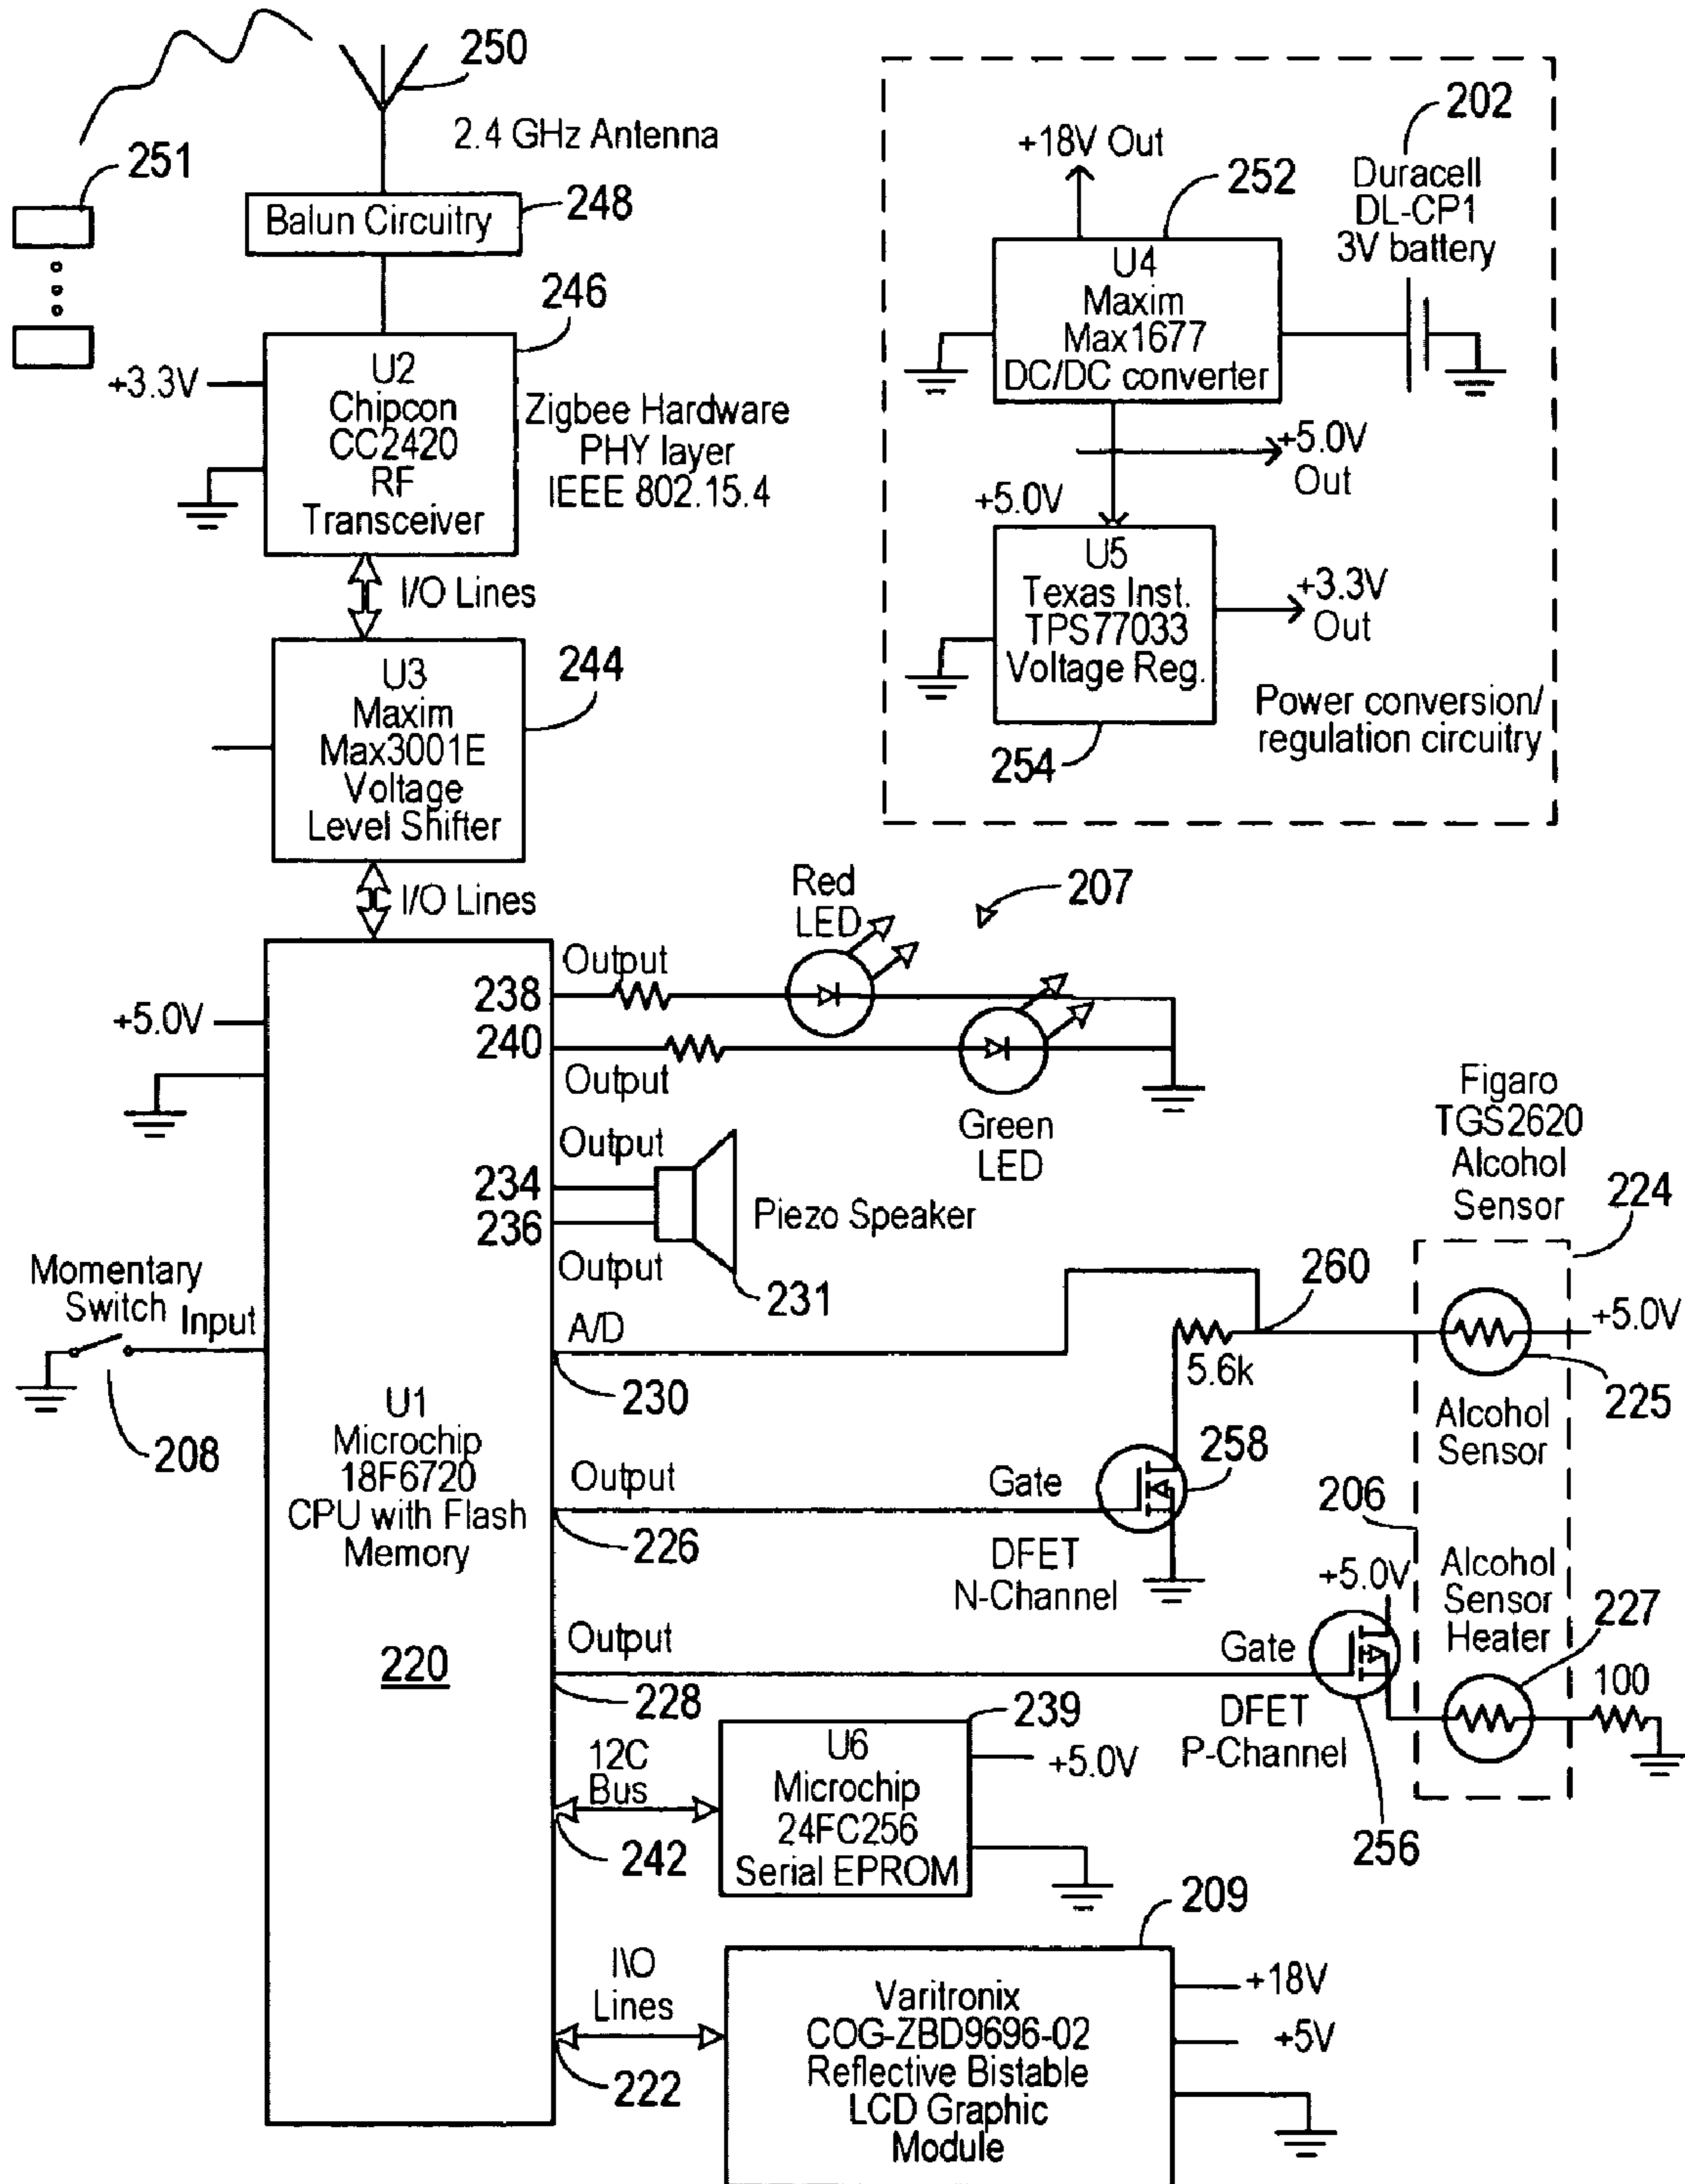 250
2.4 GHz Antenna
251
Balun Circuitry
248
246
U2
Chipcon
CC2420
RF
Transceiver
+3.3V
Zigbee Hardware
PHY layer
IEEE 802.15.4
I/O Lines
U3
Maxim
Max3001E
Voltage
Level Shifter
244
I/O Lines
202
Duracell
DL-CP1
3V battery
+18V Out
252
U4
Maxim
Max1677
DC/DC converter
+5.0V
Out
+5.0V
U5
Texas Inst.
TPS77033
Voltage Reg.
+3.3V
Out
254
Power conversion/
regulation circuitry
Red
LED
207
Output
238
240
Output
Green
LED
+5.0V
Output
234
236
Output
Piezo Speaker
231
Momentary
Switch
Input
208
A/D
230
U1
Microchip
18F6720
CPU with Flash
Memory
220
Figaro
TGS2620
Alcohol
Sensor
224
260
5.6k
+5.0V
225
Alcohol
Sensor
Output
226
Gate
258
DFET
N-Channel
206
+5.0V
Alcohol
Sensor
Heater
227
100
Output
228
Gate
DFET
P-Channel
256
12C
Bus
242
239
U6
Microchip
24FC256
Serial EPROM
+5.0V
209
I\O
Lines
222
Varitronix
COG-ZBD9696-02
Reflective Bistable
LCD Graphic
Module
+18V
+5V